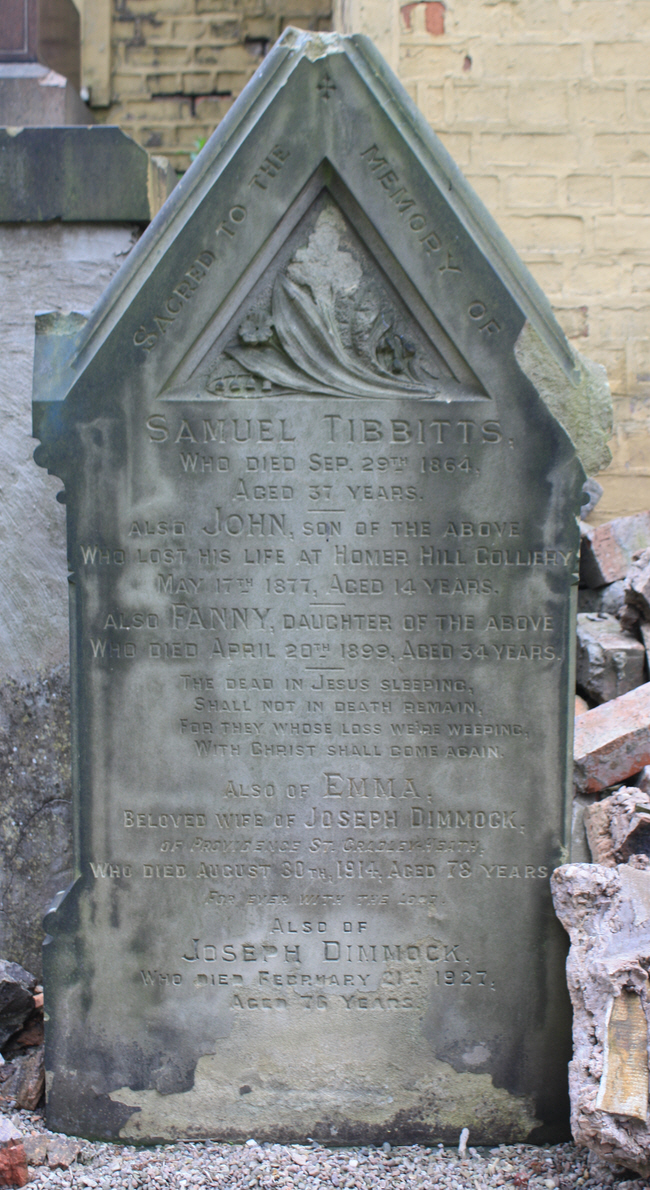 SACRED TO THE MEMORY OF
SAMUEL TIBBITTS,
WHO DIED SEP. 29TH 1864,
AGED 37 YEARS.
ALSO JOHN, SON OF THE ABOVE
WHO LOST HIS LIFE AT HOMER HILL COLLIERY
MAY 17TH 1877, AGED 14 YEARS.
ALSO FANNY, DAUGHTER OF THE ABOVE
WHO DIED APRIL 20TH 1899, AGED 34 YEARS.
THE DEAD IN JESUS SLEEPING,
SHALL NOT IN DEATH REMAIN,
FOR THEY WHOSE LOSS WE'RE WEEPING,
WITH CHRIST SHALL COME AGAIN.
ALSO OF EMMA,
BELOVED WIFE OF JOSEPH DIMMOCK,
OF PROVIDENCE ST. CRADLEY-HEATH,
WHO DIED AUGUST 30TH, 1914, AGED 78 YEARS
FOR EVER WITH THE LORD.
ALSO OF
JOSEPH DIMMOCK,
WHO DIED FEBRUARY 21ST 1927,
AGED 76 YEARS.